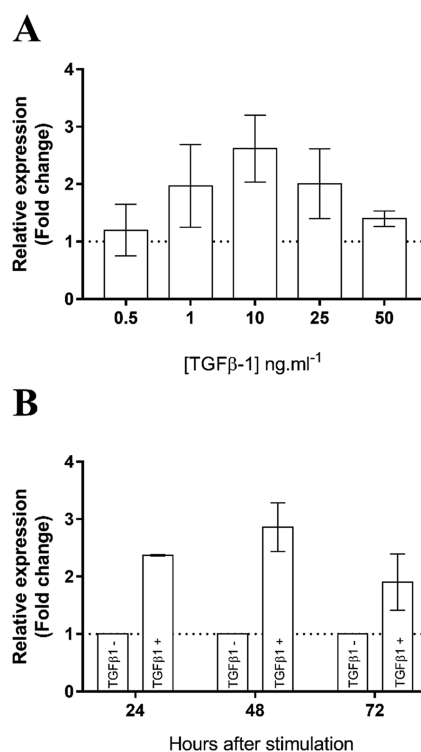 A
Relative expression
(Fold change)
4
3
2
1
0
0.5 1 10 25 50
[TGFβ-1] ng.ml⁻¹
B
Relative expression
(Fold change)
4
3
2
1
0
TGFβ1 - TGFβ1 + TGFβ1 - TGFβ1 + TGFβ1 - TGFβ1 +
24 48 72
Hours after stimulation